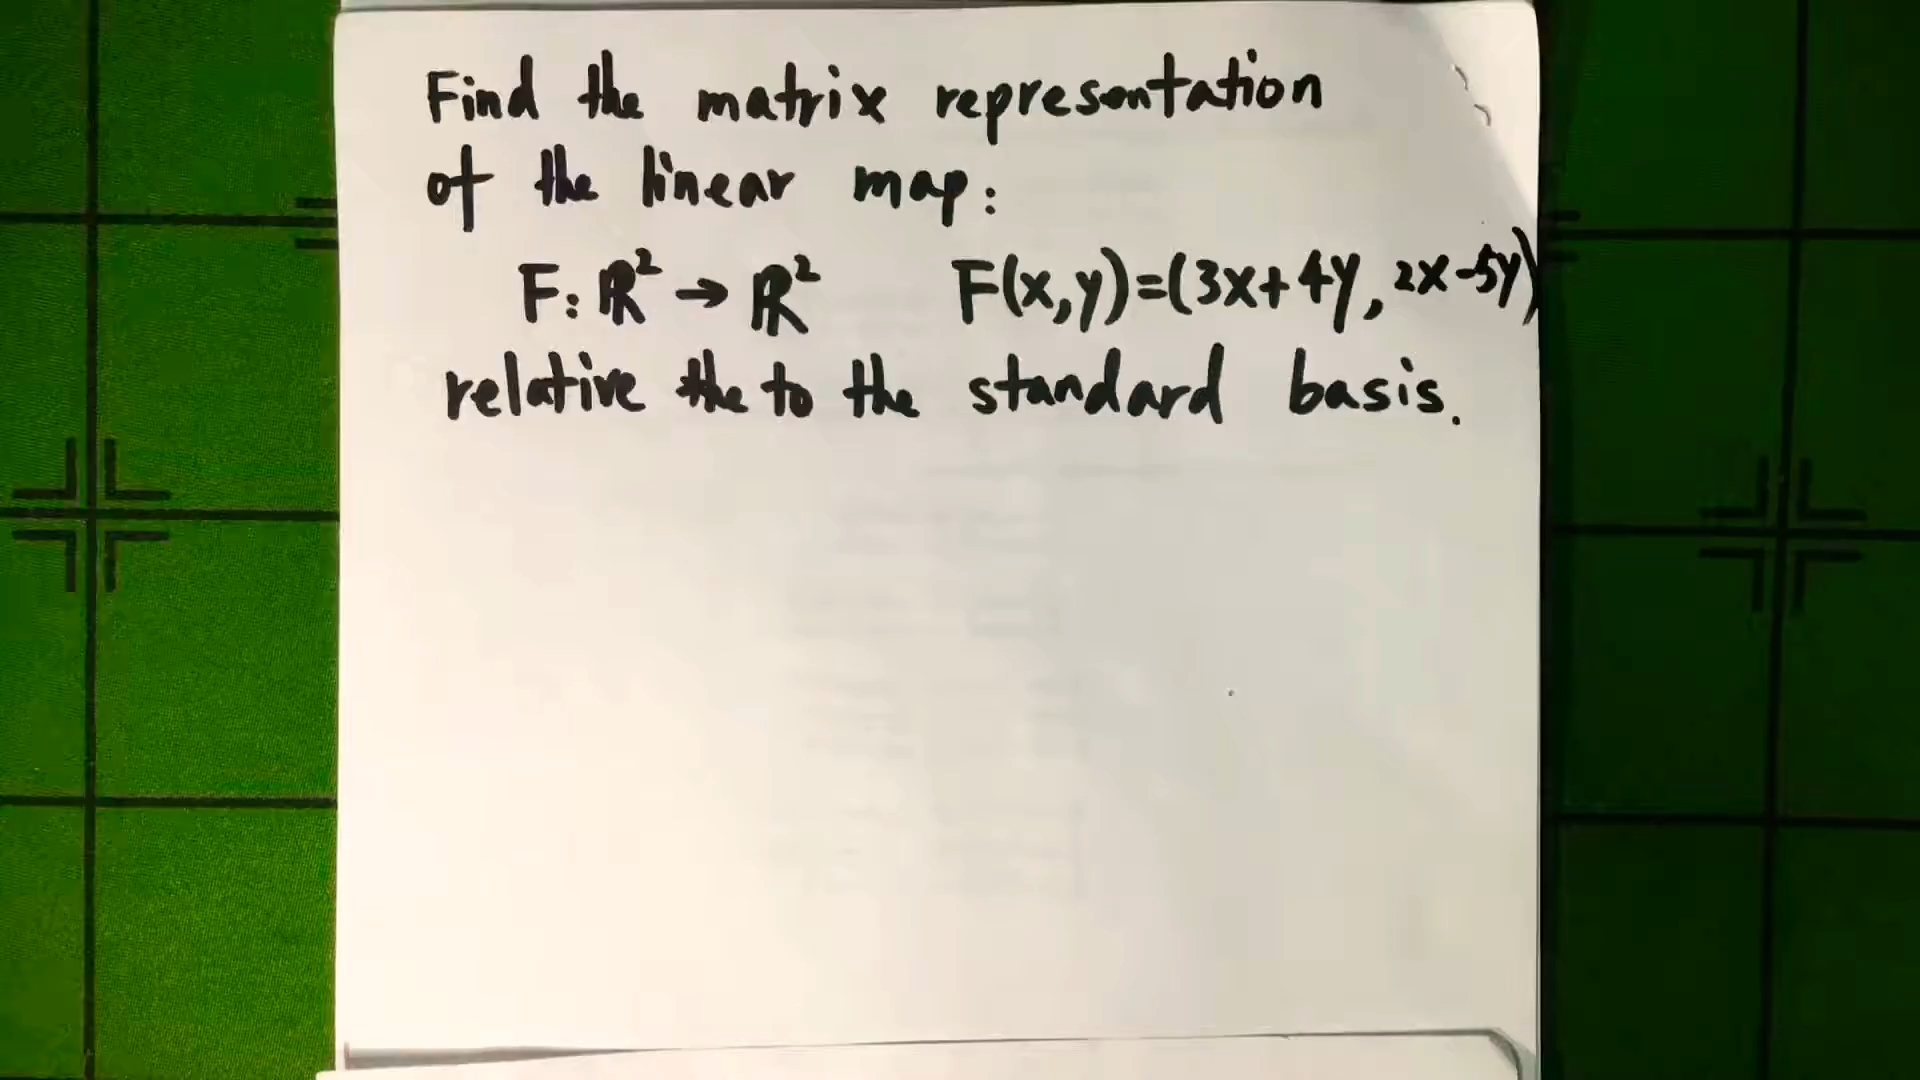 Find the matrix representation
of the linear map:
F: ℝ² → ℝ² F(x,y)=(3x+4y, 2x-5y)
relative the to the standard basis.